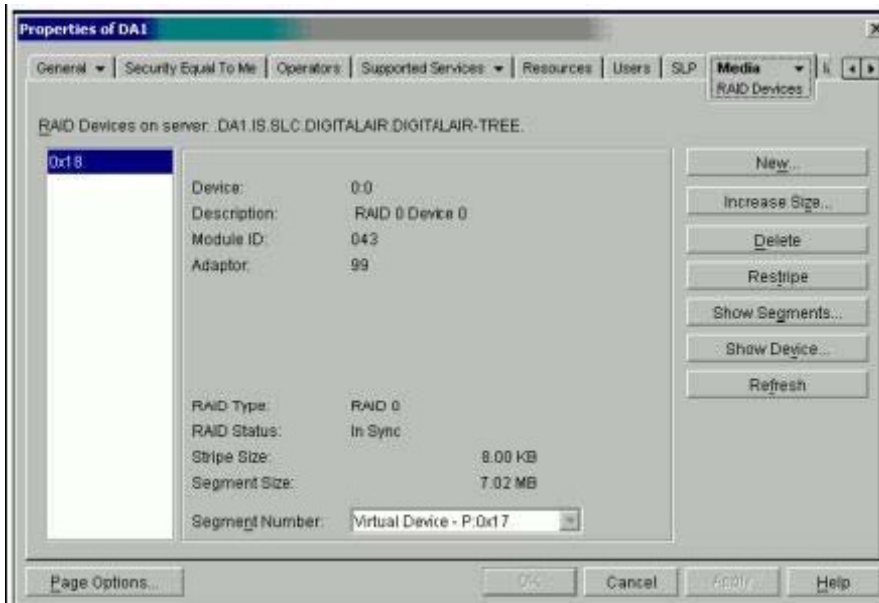 Properties of DA1
General Security Equal To Me Operators Supported Services Resources Users SLP Media
RAID Devices
RAID Devices on server: .DA1.IS.SLC.DIGITALAIR.DIGITALAIR-TREE.
0x18
Device: 0:0
Description: RAID 0 Device 0
Module ID: 043
Adaptor: 99
RAID Type: RAID 0
RAID Status: In Sync
Stripe Size: 8.00 KB
Segment Size: 7.02 MB
Segment Number: Virtual Device - P:0x17
New...
Increase Size...
Delete
Restripe
Show Segments...
Show Device...
Refresh
Page Options... OK Cancel Apply Help